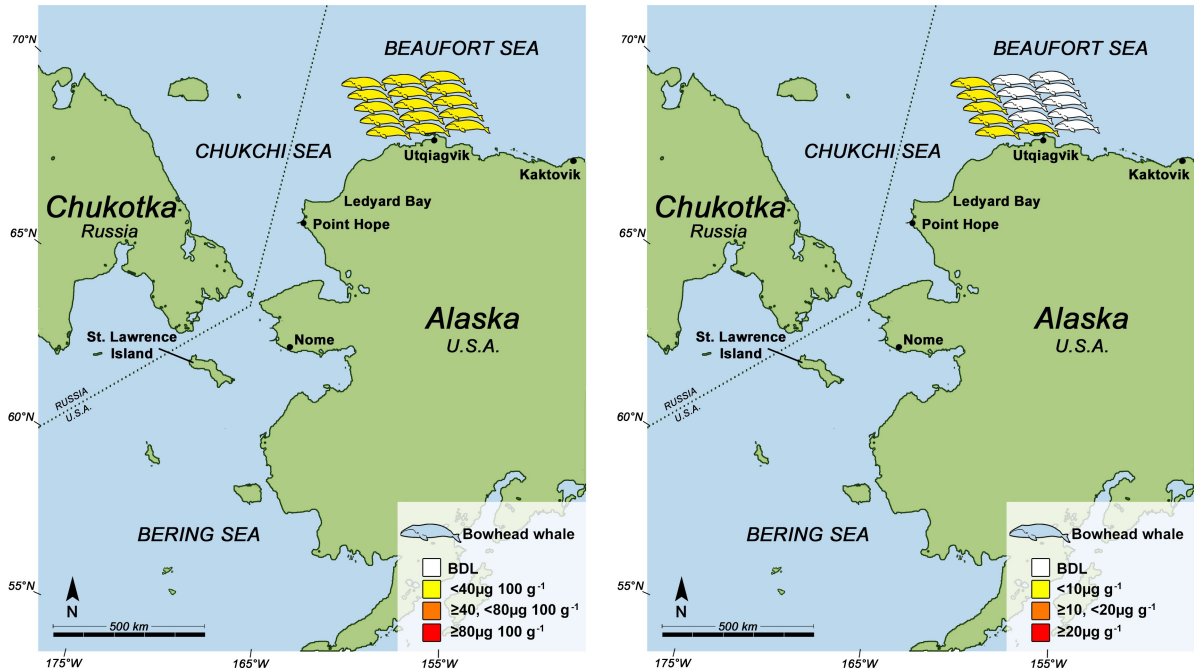 70°N
BEAUFORT SEA
CHUKCHI SEA
Utqiagvik
Kaktovik
Chukotka
Russia
Ledyard Bay
Point Hope
65°N
Alaska
U.S.A.
St. Lawrence
Island
Nome
RUSSIA
U.S.A.
60°N
BERING SEA
Bowhead whale
BDL
<40µg 100 g⁻¹
≥40, <80µg 100 g⁻¹
≥80µg 100 g⁻¹
55°N
N
500 km
175°W
165°W
155°W
70°N
BEAUFORT SEA
CHUKCHI SEA
Utqiagvik
Kaktovik
Chukotka
Russia
Ledyard Bay
Point Hope
65°N
Alaska
U.S.A.
St. Lawrence
Island
Nome
RUSSIA
U.S.A.
60°N
BERING SEA
Bowhead whale
BDL
<10µg g⁻¹
≥10, <20µg g⁻¹
≥20µg g⁻¹
55°N
N
500 km
175°W
165°W
155°W